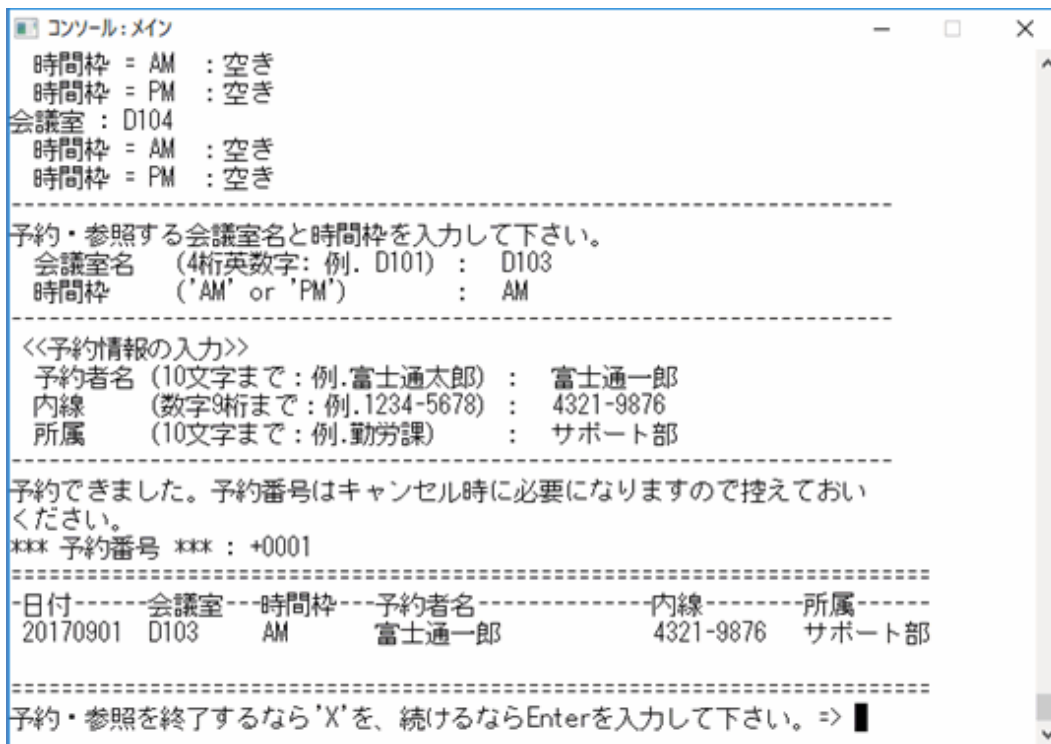 コンソール : メイン
時間枠 = AM : 空き
時間枠 = PM : 空き
会議室 : D104
時間枠 = AM : 空き
時間枠 = PM : 空き
----------------------------------------------------------------------
予約・参照する会議室名と時間枠を入力して下さい。
会議室名 (4桁英数字: 例. D101) : D103
時間枠 ('AM' or 'PM') : AM
----------------------------------------------------------------------
<<予約情報の入力>>
予約者名 (10文字まで : 例.富士通太郎) : 富士通一郎
内線 (数字9桁まで : 例.1234-5678) : 4321-9876
所属 (10文字まで : 例.勤労課) : サポート部
----------------------------------------------------------------------
予約できました。予約番号はキャンセル時に必要になりますので控えておい
ください。
*** 予約番号 *** : +0001
=========================================================================
-日付------会議室---時間枠---予約者名-------------内線--------所属------
20170901 D103 AM 富士通一郎 4321-9876 サポート部
=========================================================================
予約・参照を終了するなら'X'を、続けるならEnterを入力して下さい。=>